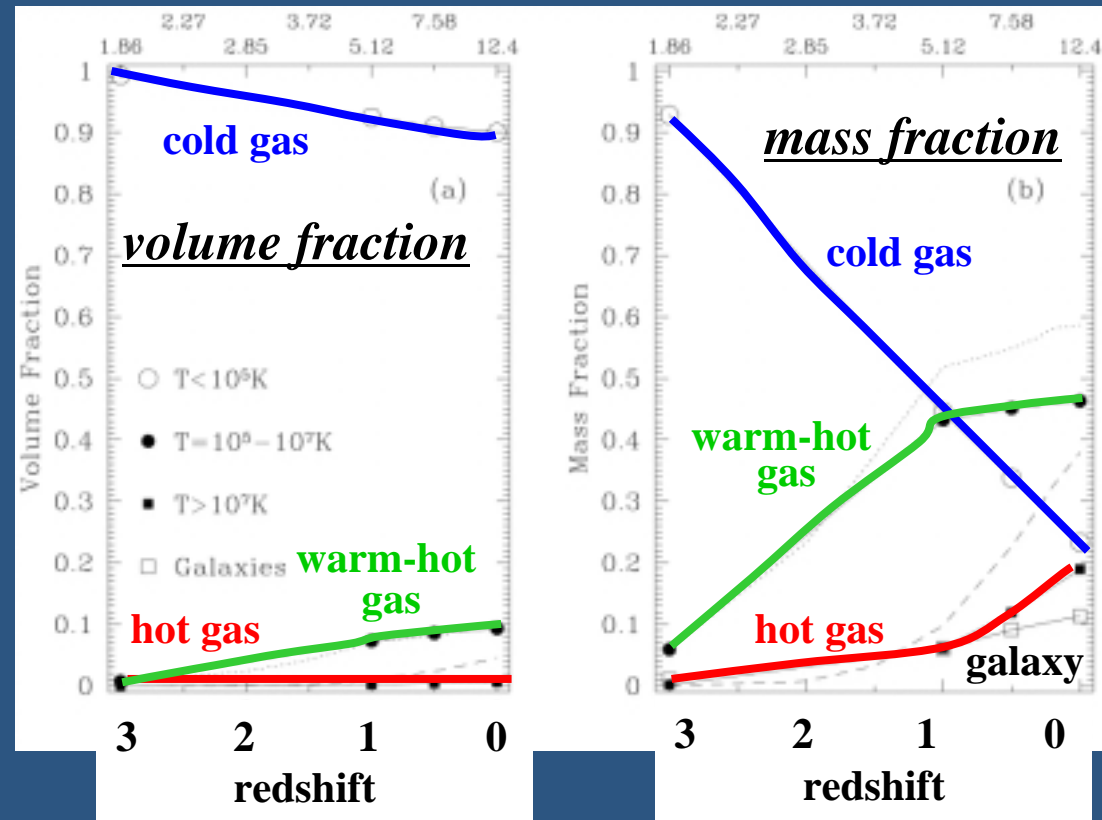 2.27 3.72 7.58
1.86 2.85 5.12 12.4
1
0.9
0.8
0.7
0.6
0.5
0.4
0.3
0.2
0.1
0
Volume Fraction
cold gas
(a)
volume fraction
T<10⁵K
T=10⁵−10⁷K
T>10⁷K
Galaxies
warm-hot
gas
hot gas
3 2 1 0
redshift
2.27 3.72 7.58
1.86 2.85 5.12 12.4
1
0.9
0.8
0.7
0.6
0.5
0.4
0.3
0.2
0.1
0
Mass Fraction
mass fraction
(b)
cold gas
warm-hot
gas
hot gas
galaxy
3 2 1 0
redshift